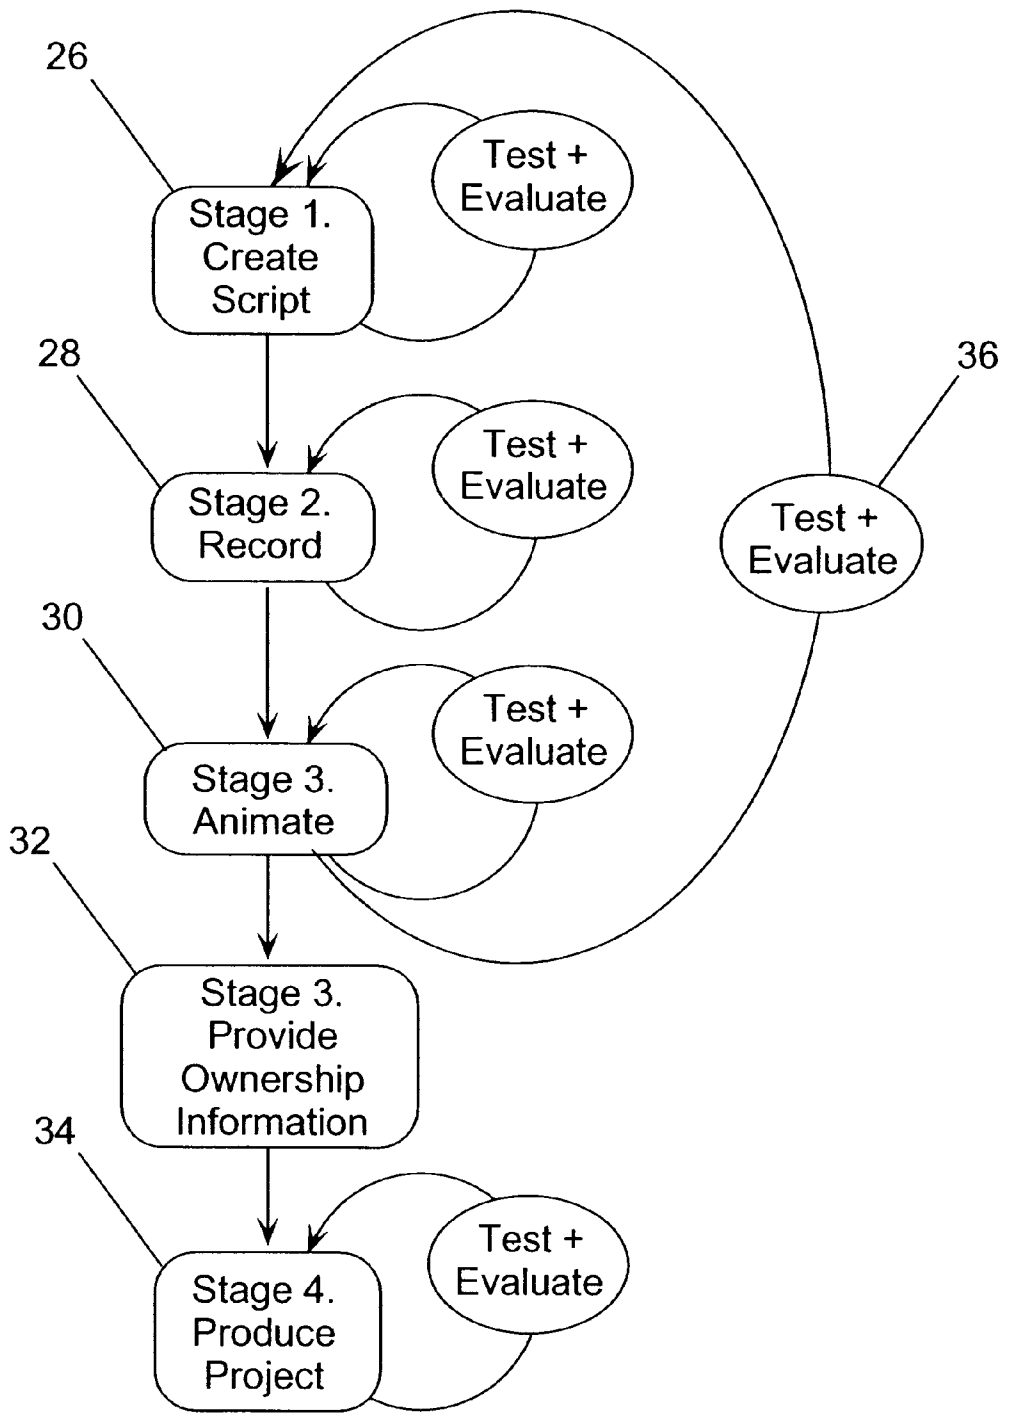 26
Test +
Evaluate
Stage 1.
Create
Script
28
36
Test +
Evaluate
Stage 2.
Record
Test +
Evaluate
30
Test +
Evaluate
Stage 3.
Animate
32
Stage 3.
Provide
Ownership
Information
34
Test +
Evaluate
Stage 4.
Produce
Project